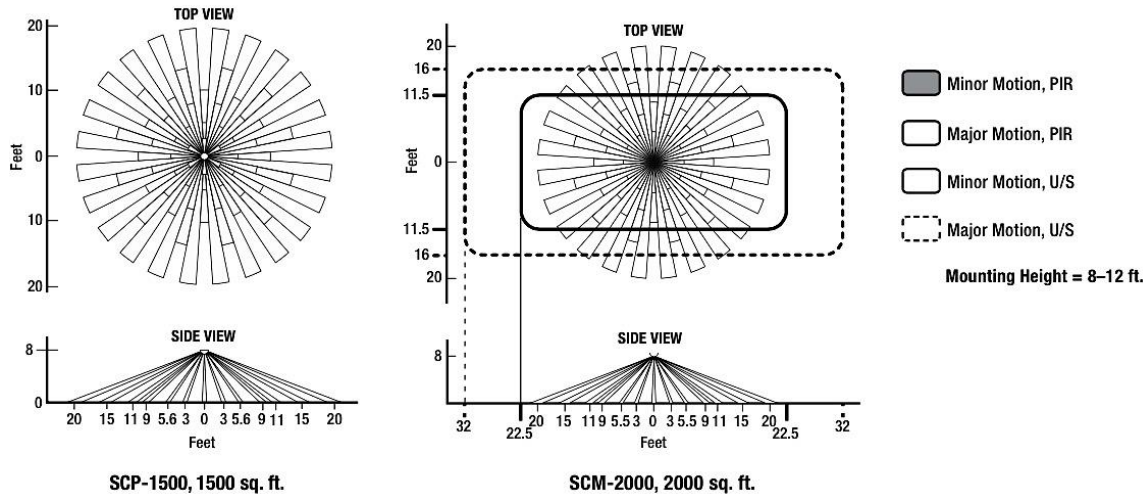 TOP VIEW
20
10
0
10
20
Feet
SIDE VIEW
8
0
20 15 11 9 5.6 3 0 3 5.6 9 11 15 20
Feet
SCP-1500, 1500 sq. ft.
TOP VIEW
20
16
11.5
0
11.5
16
20
Feet
SIDE VIEW
8
20 15 11 9 5.5 3 0 3 5.5 9 11 15 20
32 22.5 22.5 32
Feet
SCM-2000, 2000 sq. ft.
Minor Motion, PIR
Major Motion, PIR
Minor Motion, U/S
Major Motion, U/S
Mounting Height = 8–12 ft.